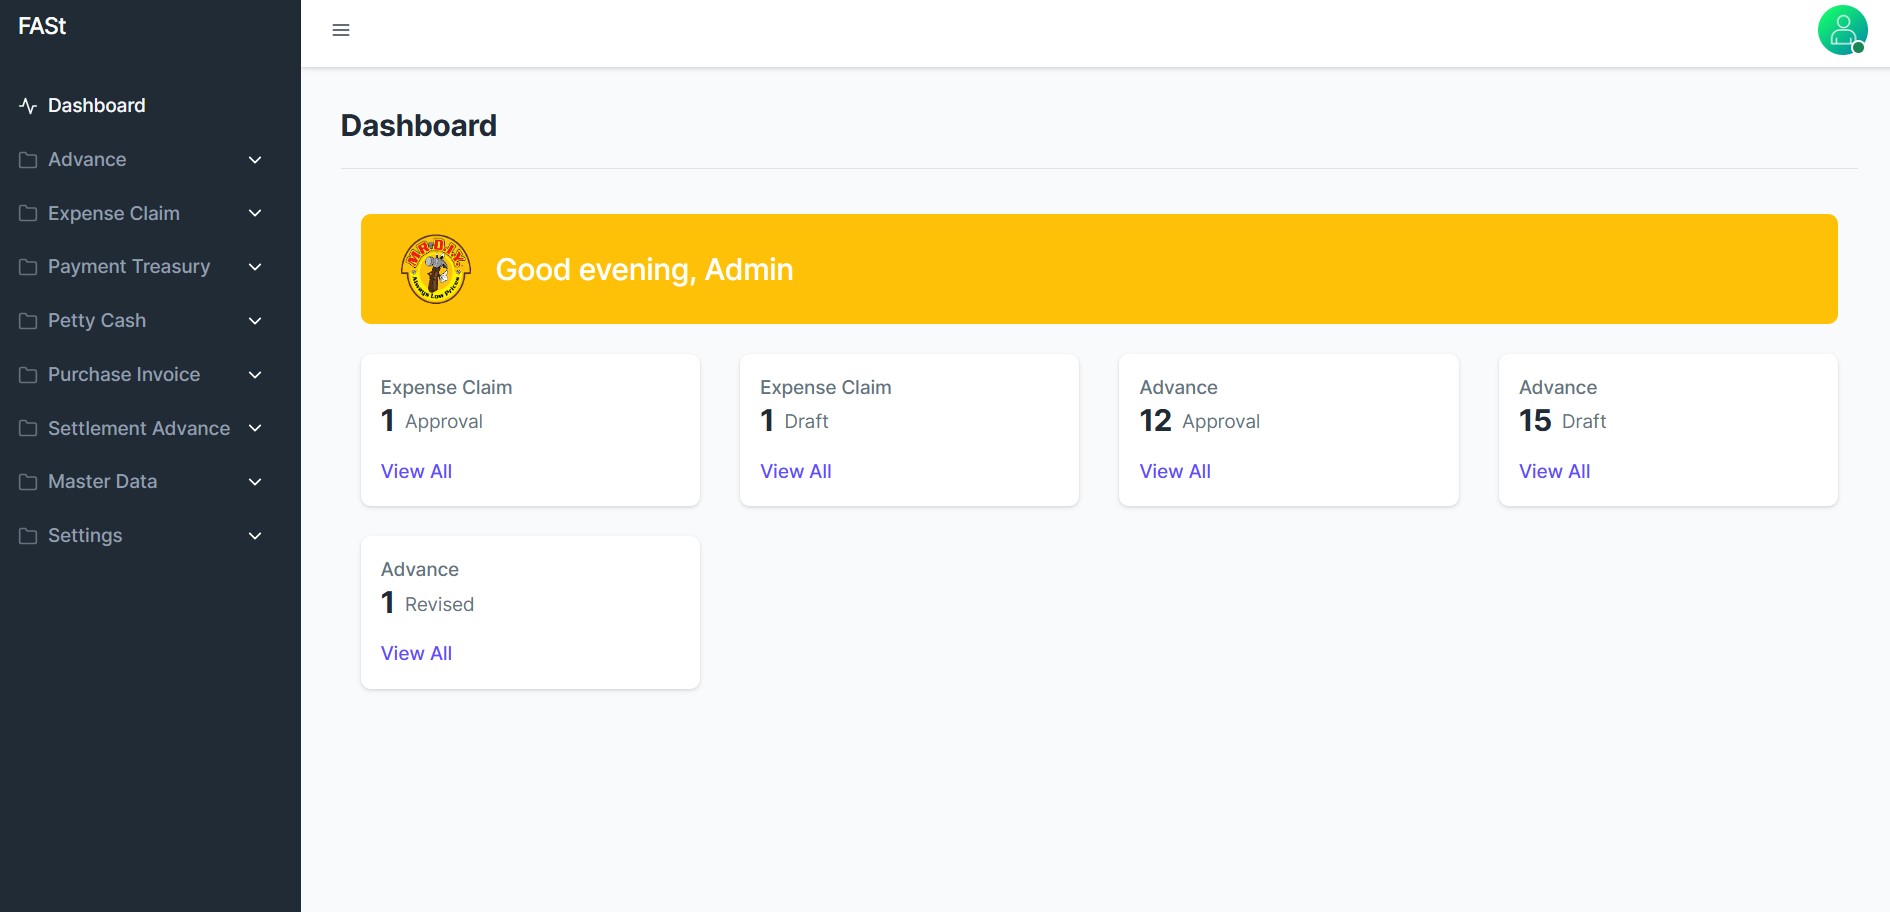 FASt
Dashboard
Advance
Expense Claim
Payment Treasury
Petty Cash
Purchase Invoice
Settlement Advance
Master Data
Settings
Dashboard
MR.D.I.Y.
Always Low Prices
Good evening, Admin
Expense Claim
1 Approval
View All
Expense Claim
1 Draft
View All
Advance
12 Approval
View All
Advance
15 Draft
View All
Advance
1 Revised
View All